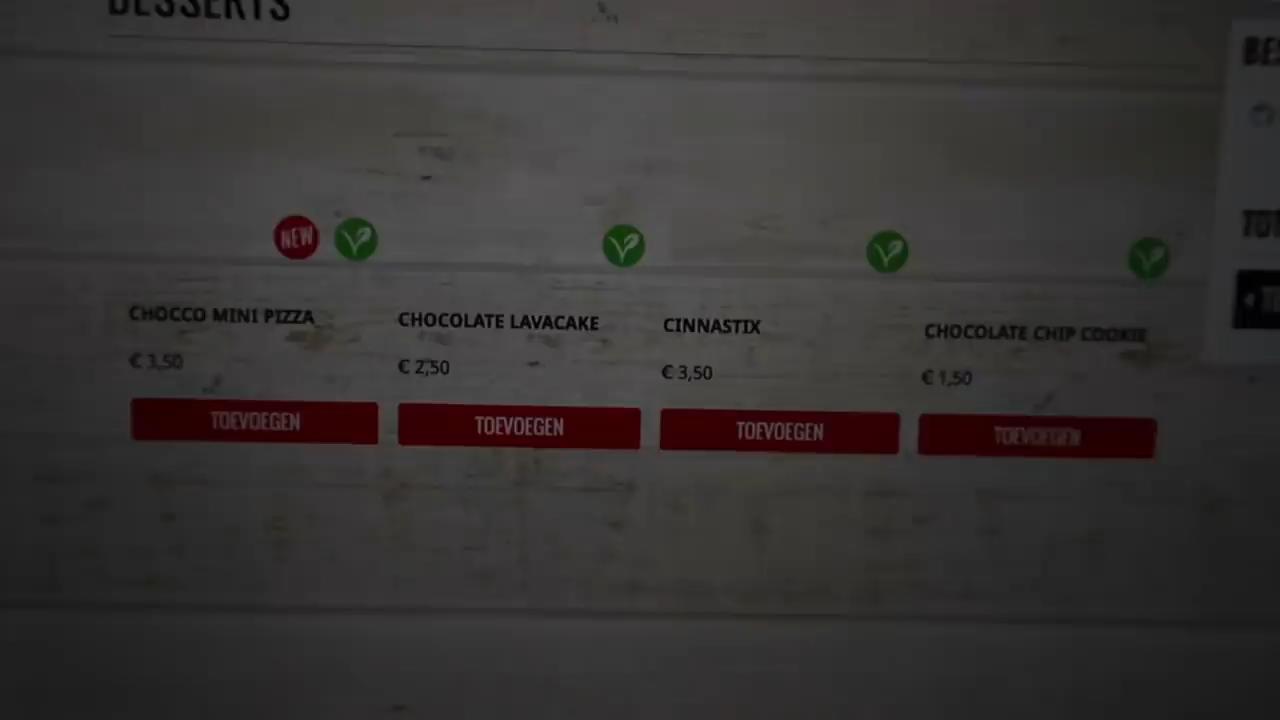 DESSERTS
NEW
CHOCCO MINI PIZZA
€ 3,50
TOEVOEGEN
CHOCOLATE LAVACAKE
€ 2,50
TOEVOEGEN
CINNASTIX
€ 3,50
TOEVOEGEN
CHOCOLATE CHIP COOKIE
€ 1,50
TOEVOEGEN